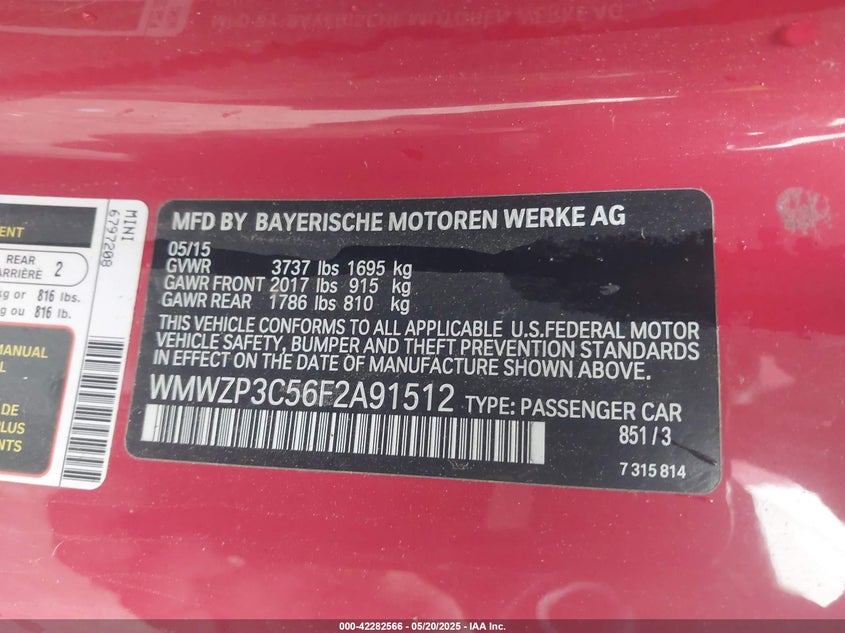 MFD BY BAYERISCHE MOTOREN WERKE AG
05/15
GVWR 3737 lbs 1695 kg
GAWR FRONT 2017 lbs 915 kg
GAWR REAR 1786 lbs 810 kg
THIS VEHICLE CONFORMS TO ALL APPLICABLE U.S.FEDERAL MOTOR
VEHICLE SAFETY, BUMPER AND THEFT PREVENTION STANDARDS
IN EFFECT ON THE DATE OF MANUFACTURE SHOWN ABOVE.
WMWZP3C56F2A91512 TYPE: PASSENGER CAR
851/3
7 315 814
MINI
6797208
REAR 2
ARRIÈRE
kg or 816 lbs.
kg ou 816 lb.
MANUAL
DE
PLUS
000-42282566 — 05/20/2025 — IAA Inc.